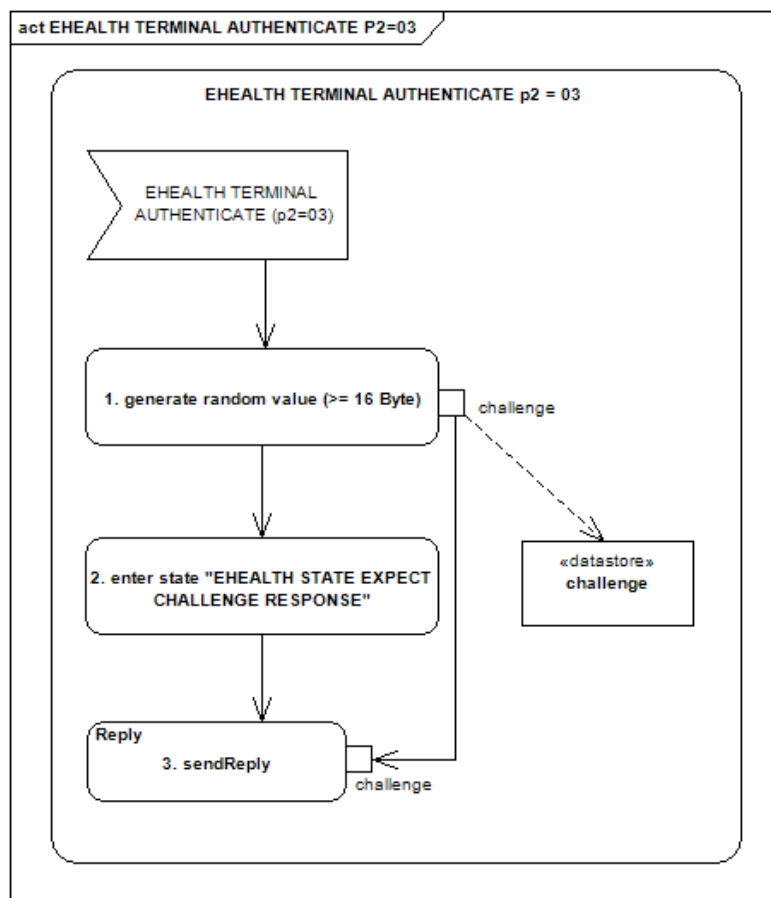 act EHEALTH TERMINAL AUTHENTICATE P2=03
EHEALTH TERMINAL AUTHENTICATE p2 = 03
EHEALTH TERMINAL
AUTHENTICATE (p2=03)
1. generate random value (>= 16 Byte)
challenge
2. enter state "EHEALTH STATE EXPECT
CHALLENGE RESPONSE"
«datastore»
challenge
Reply
3. sendReply
challenge